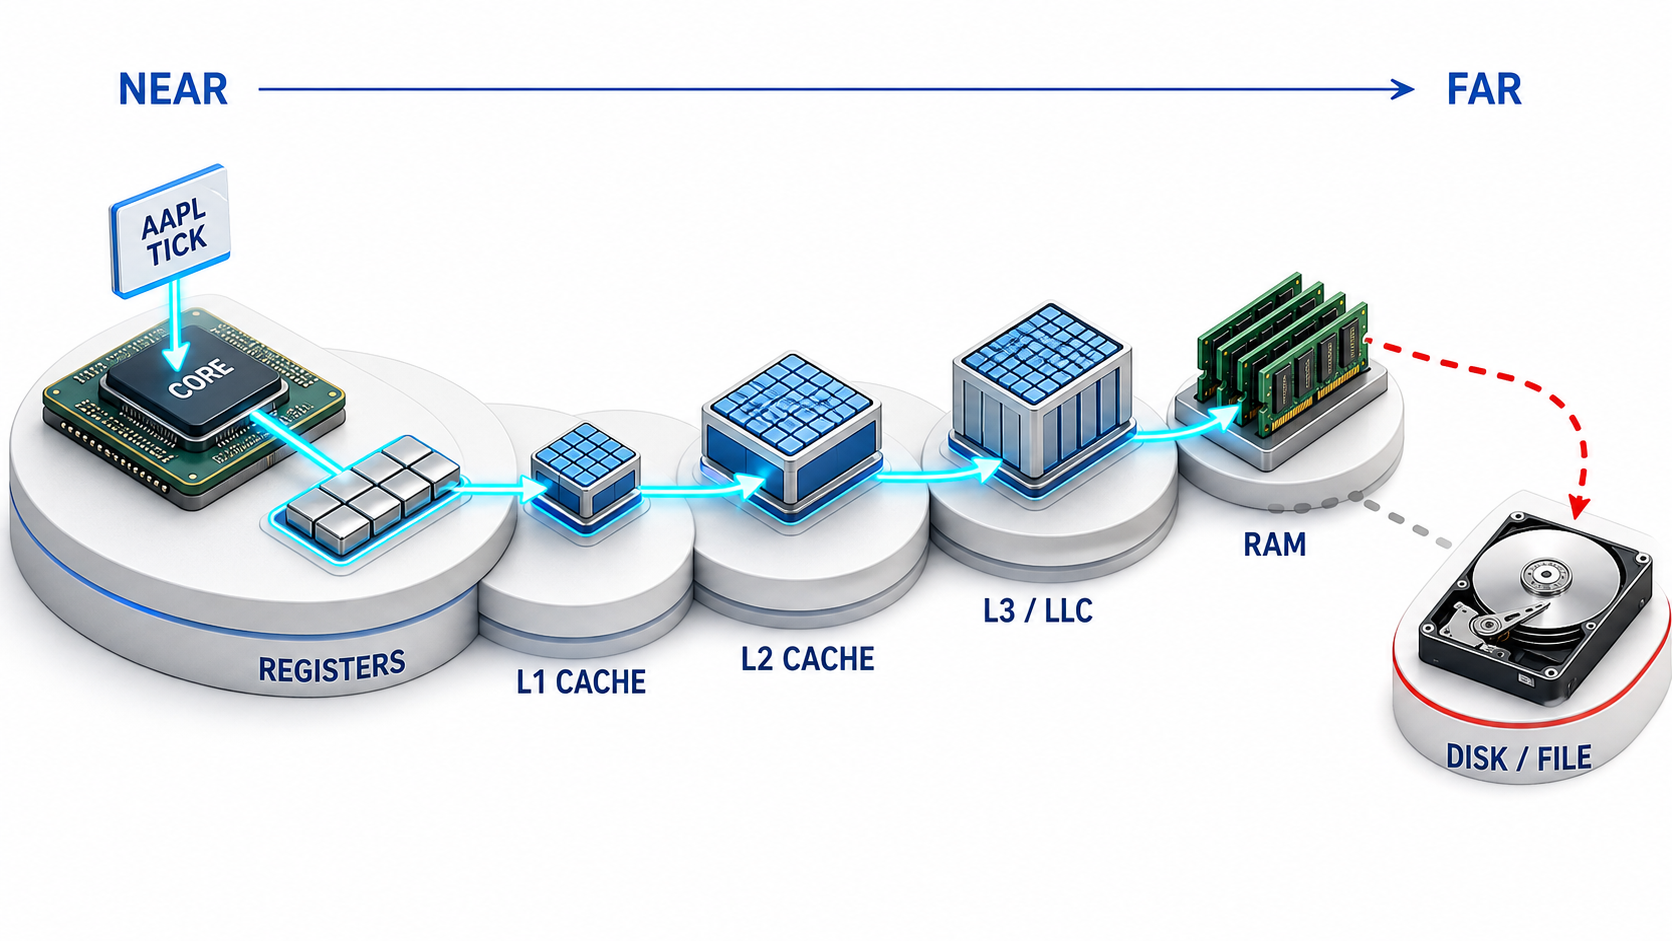 NEAR
FAR
AAPL
TICK
CORE
REGISTERS
L1 CACHE
L2 CACHE
L3 / LLC
RAM
DISK / FILE